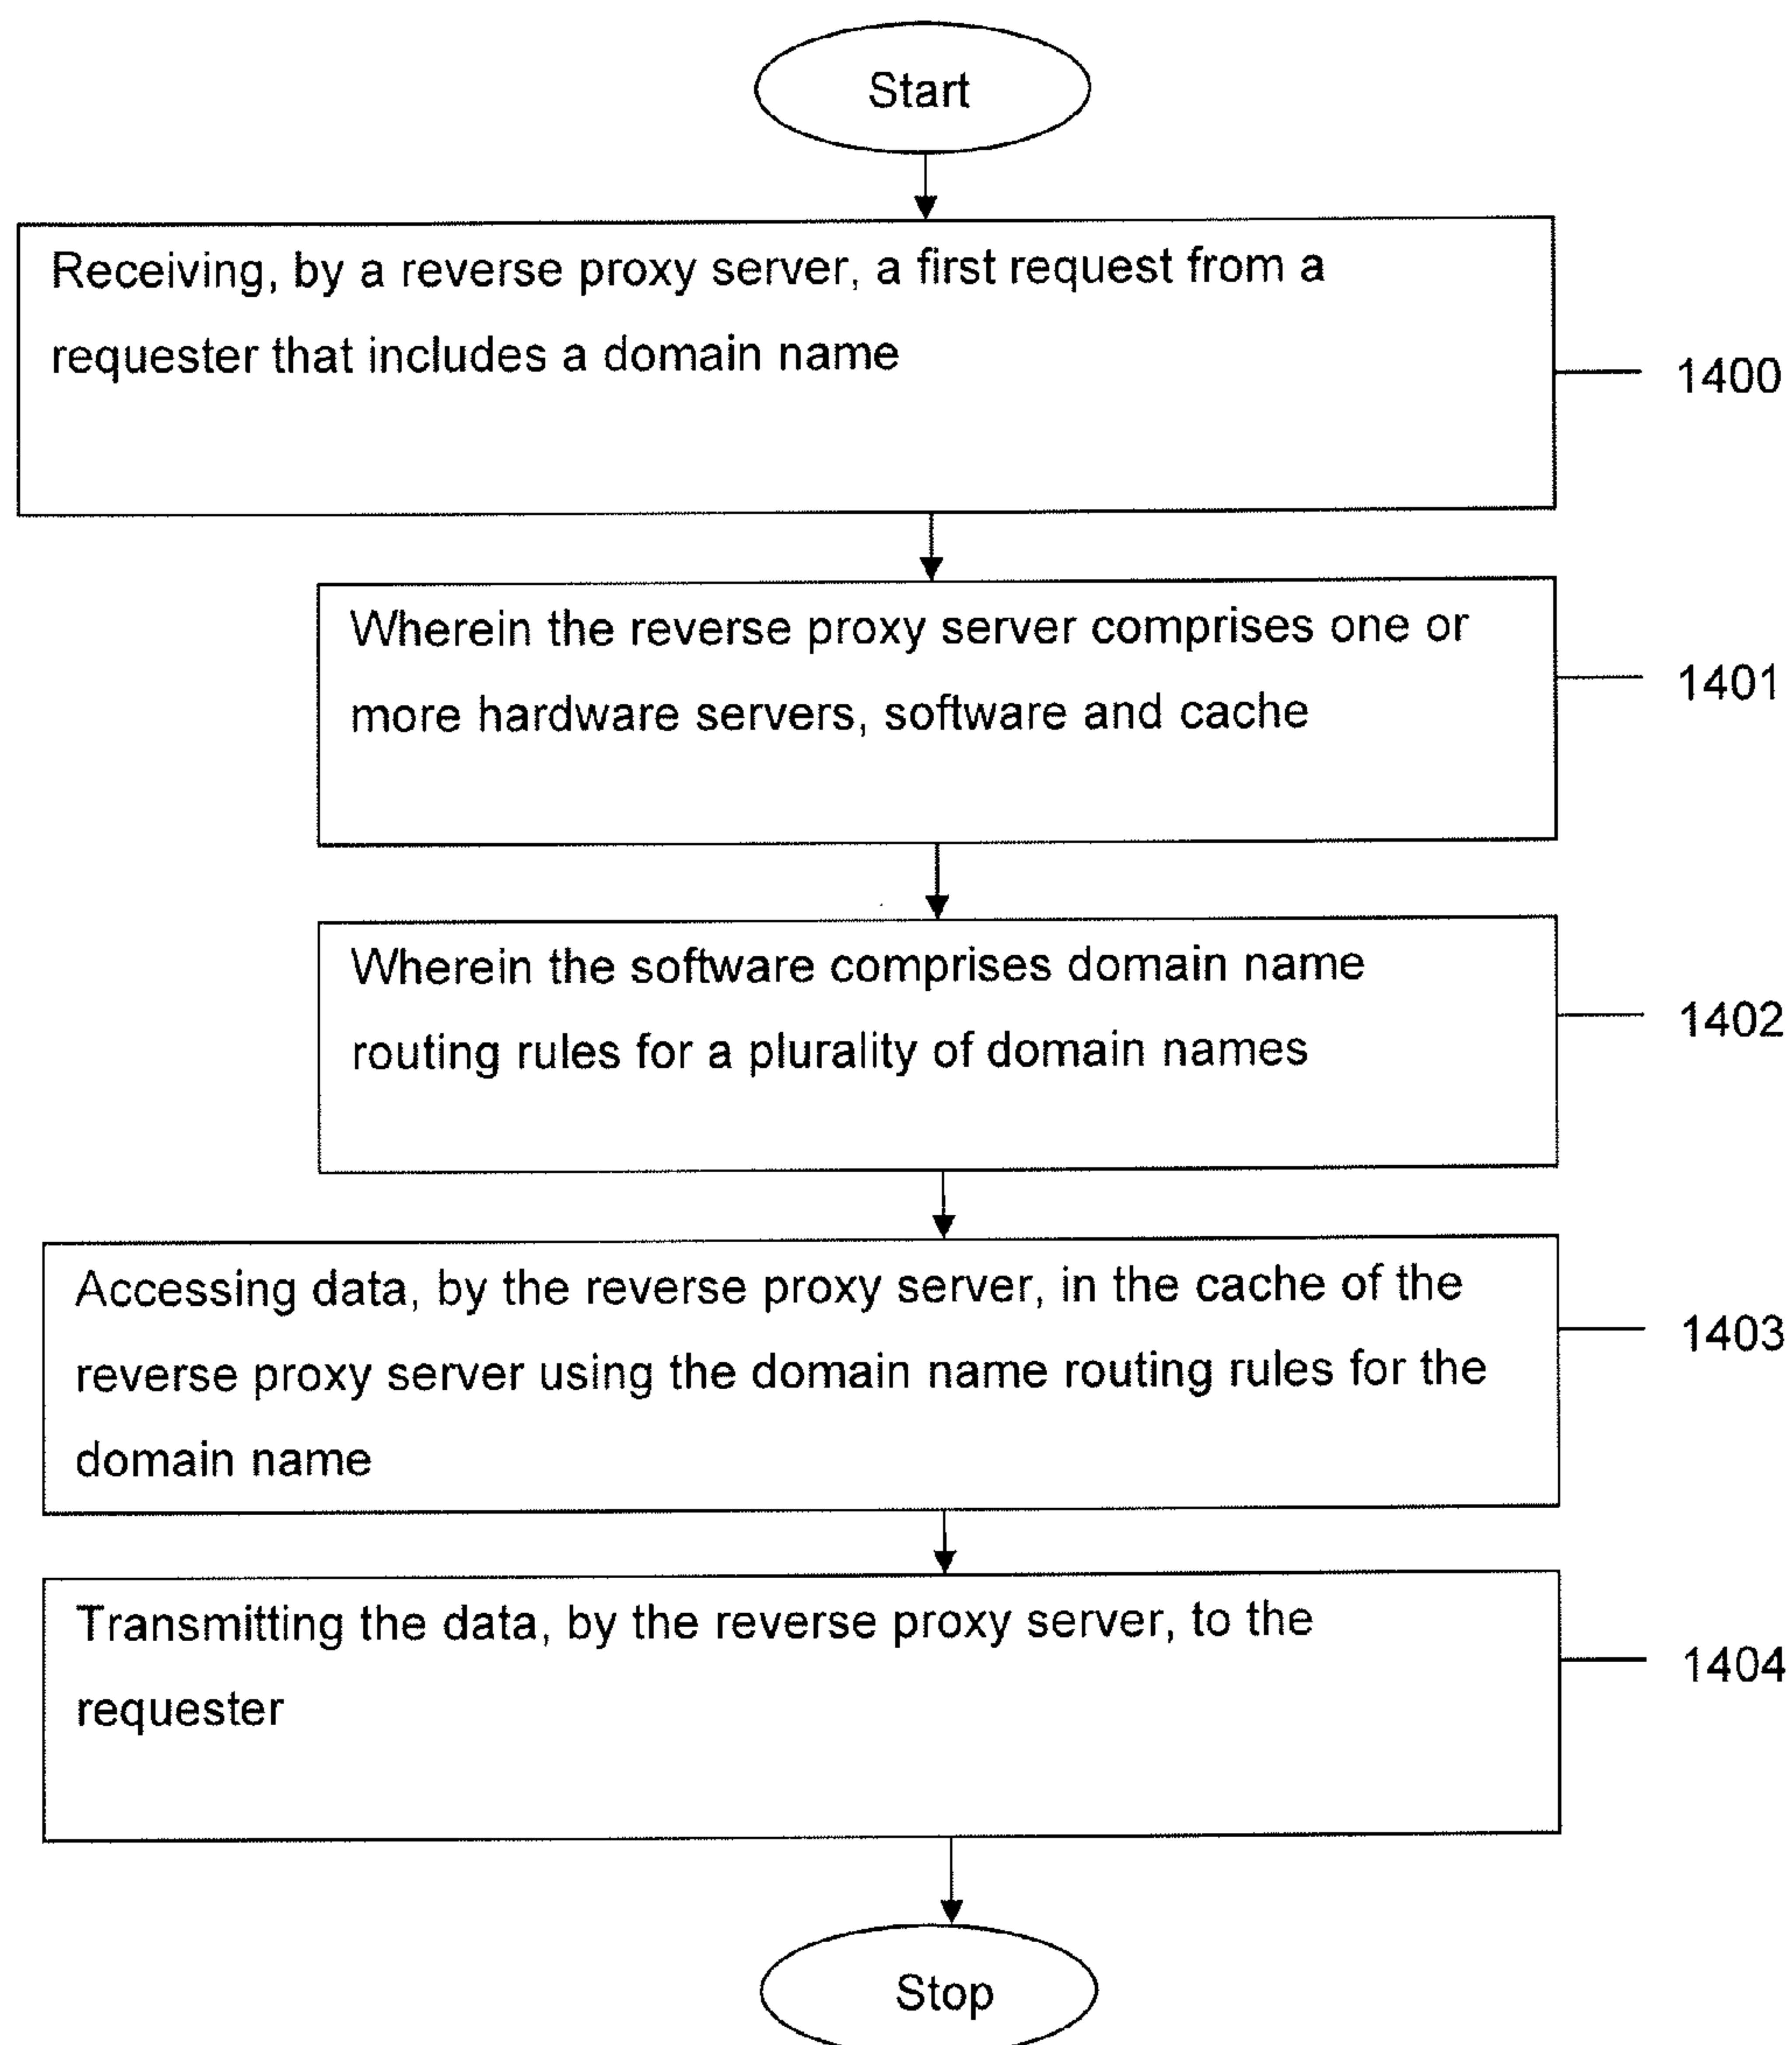 Start
Receiving, by a reverse proxy server, a first request from a
requester that includes a domain name
1400
Wherein the reverse proxy server comprises one or
more hardware servers, software and cache
1401
Wherein the software comprises domain name
routing rules for a plurality of domain names
1402
Accessing data, by the reverse proxy server, in the cache of the
reverse proxy server using the domain name routing rules for the
domain name
1403
Transmitting the data, by the reverse proxy server, to the
requester
1404
Stop